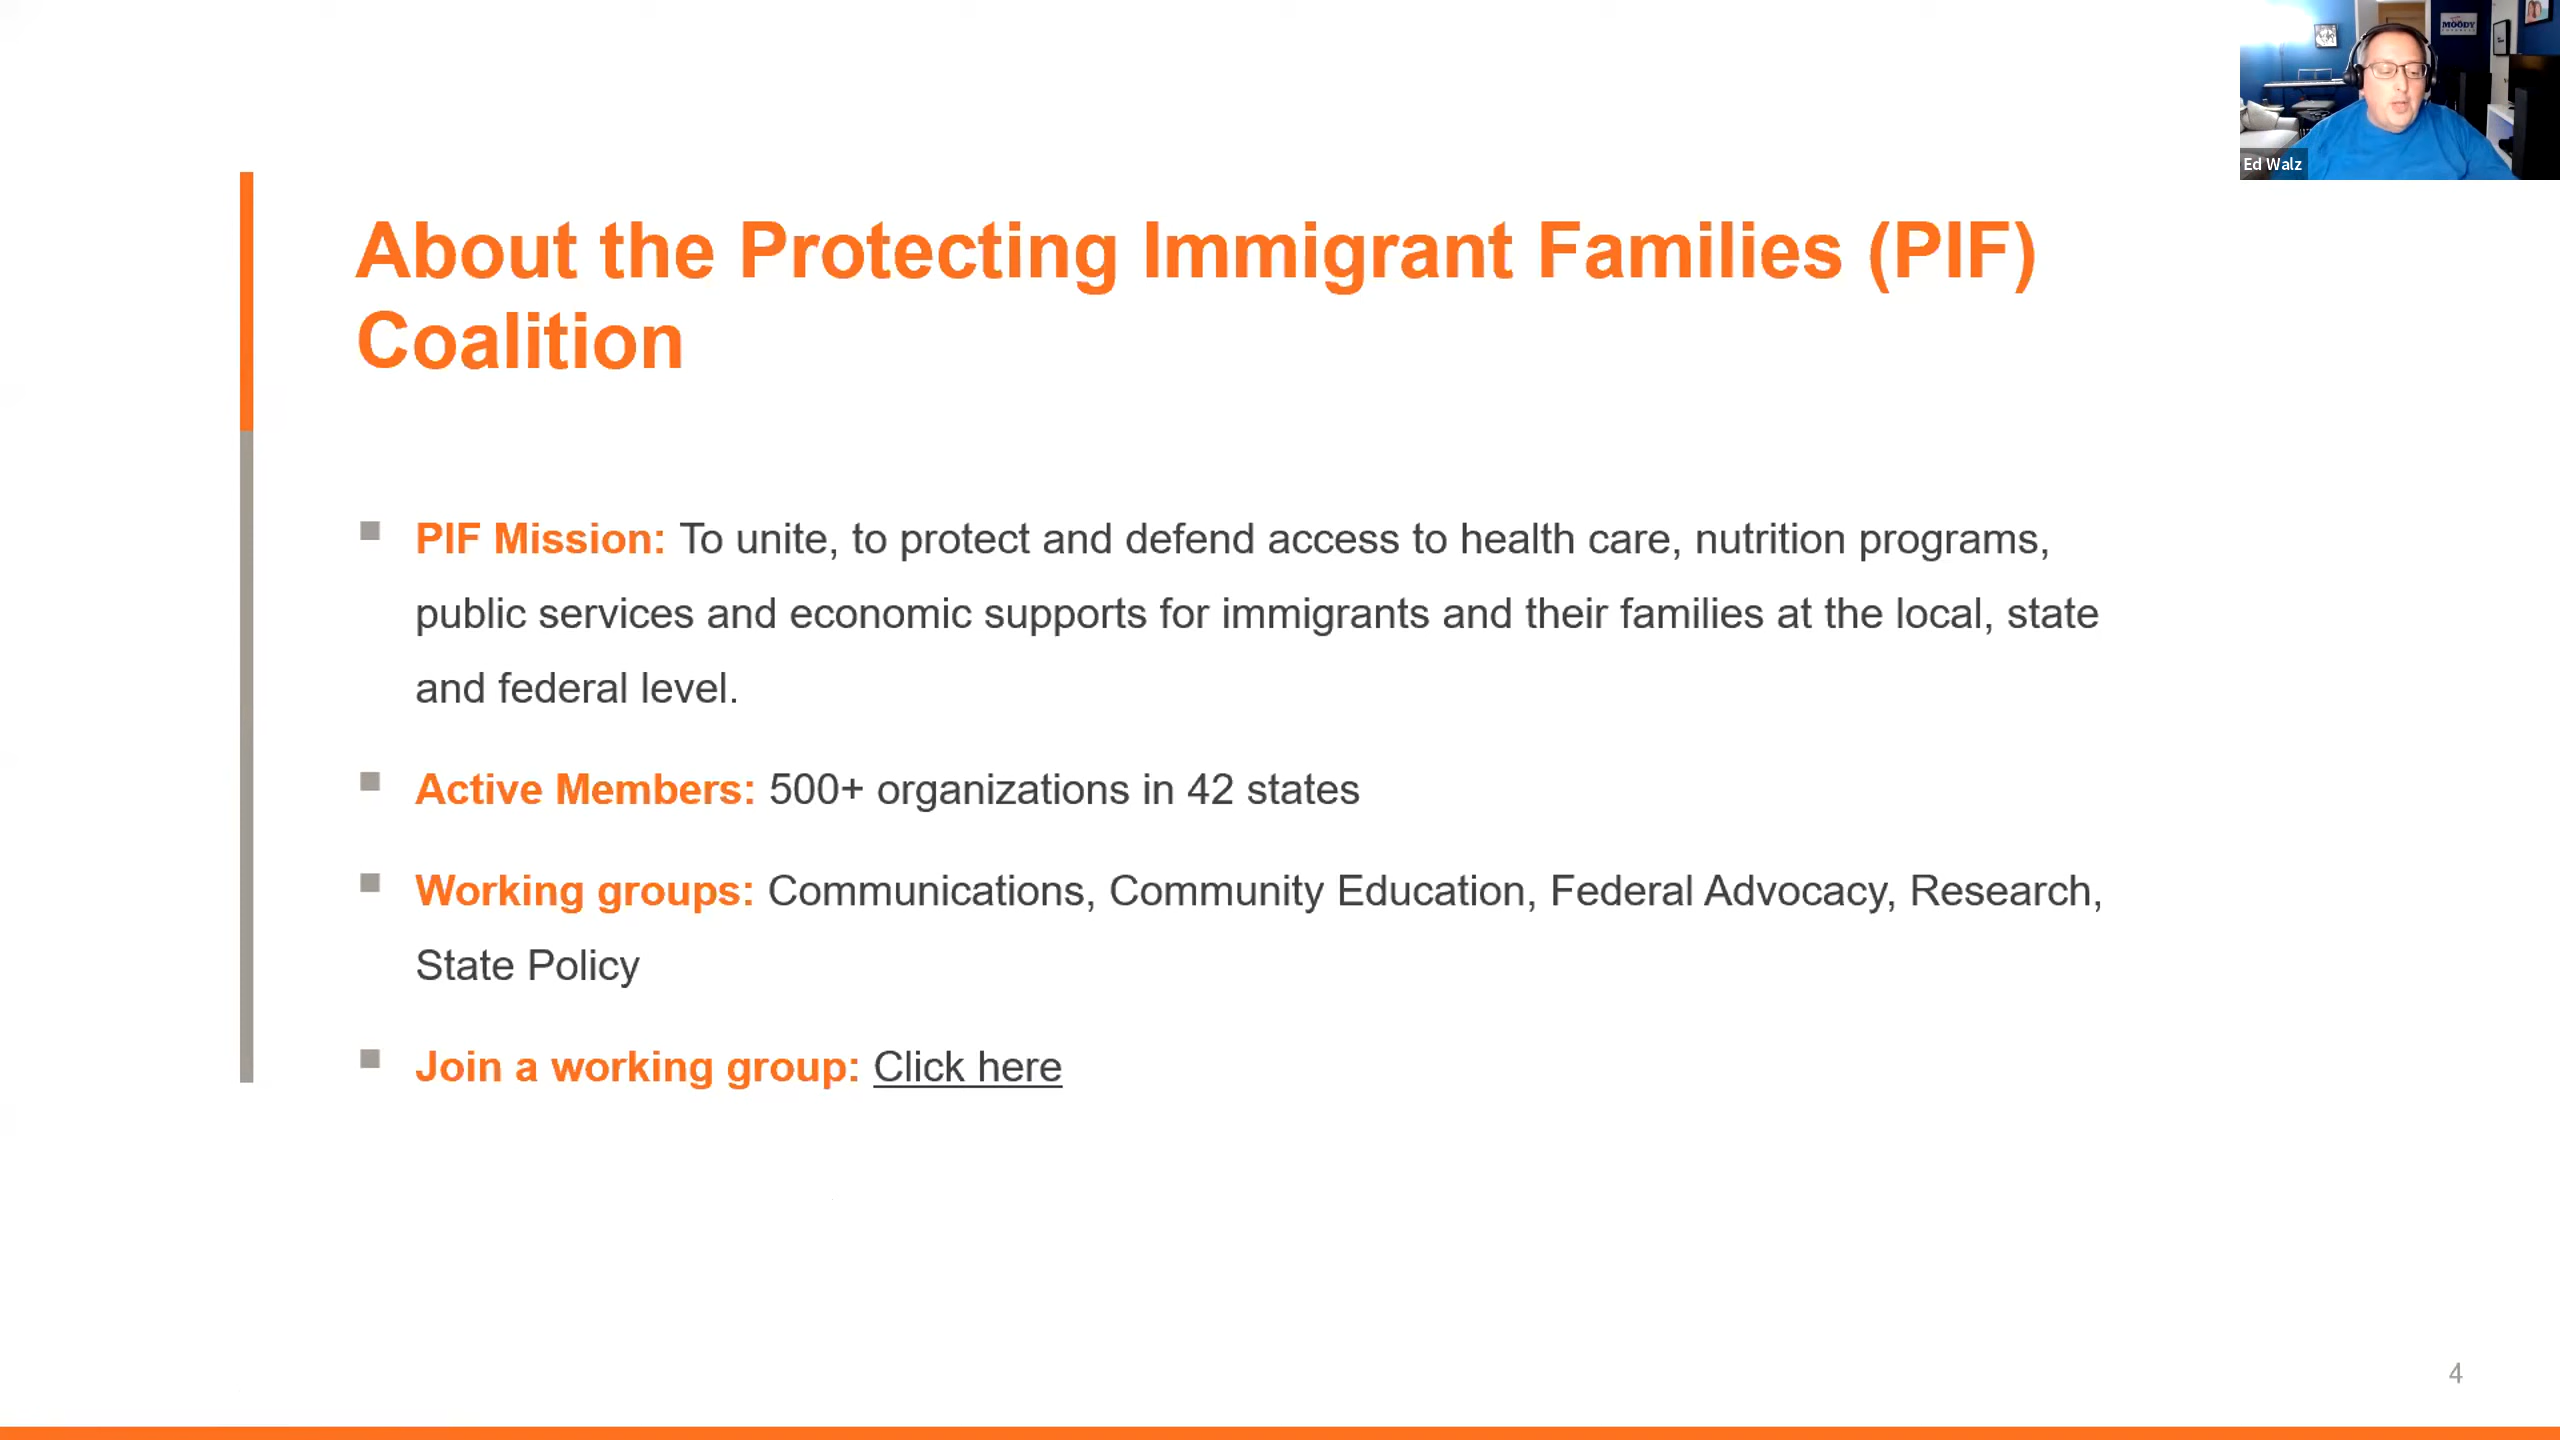 MOODY
Ed Walz
About the Protecting Immigrant Families (PIF)
Coalition
PIF Mission: To unite, to protect and defend access to health care, nutrition programs,
public services and economic supports for immigrants and their families at the local, state
and federal level.
Active Members: 500+ organizations in 42 states
Working groups: Communications, Community Education, Federal Advocacy, Research,
State Policy
Join a working group: Click here
4